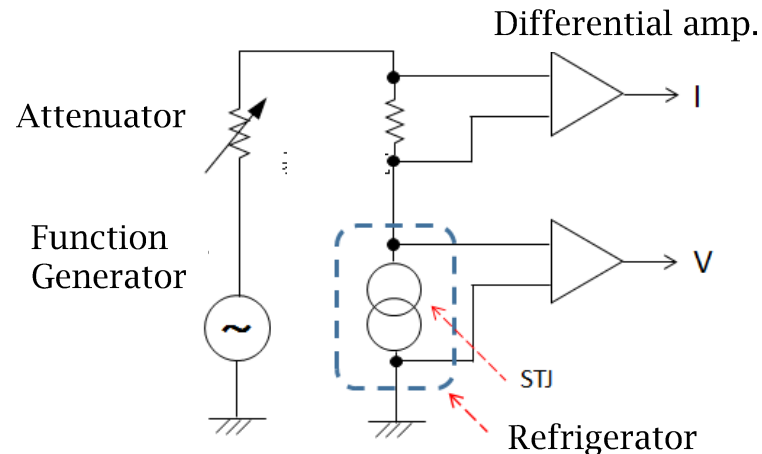 Differential amp.
I
Attenuator
Function
Generator
~
V
STJ
Refrigerator